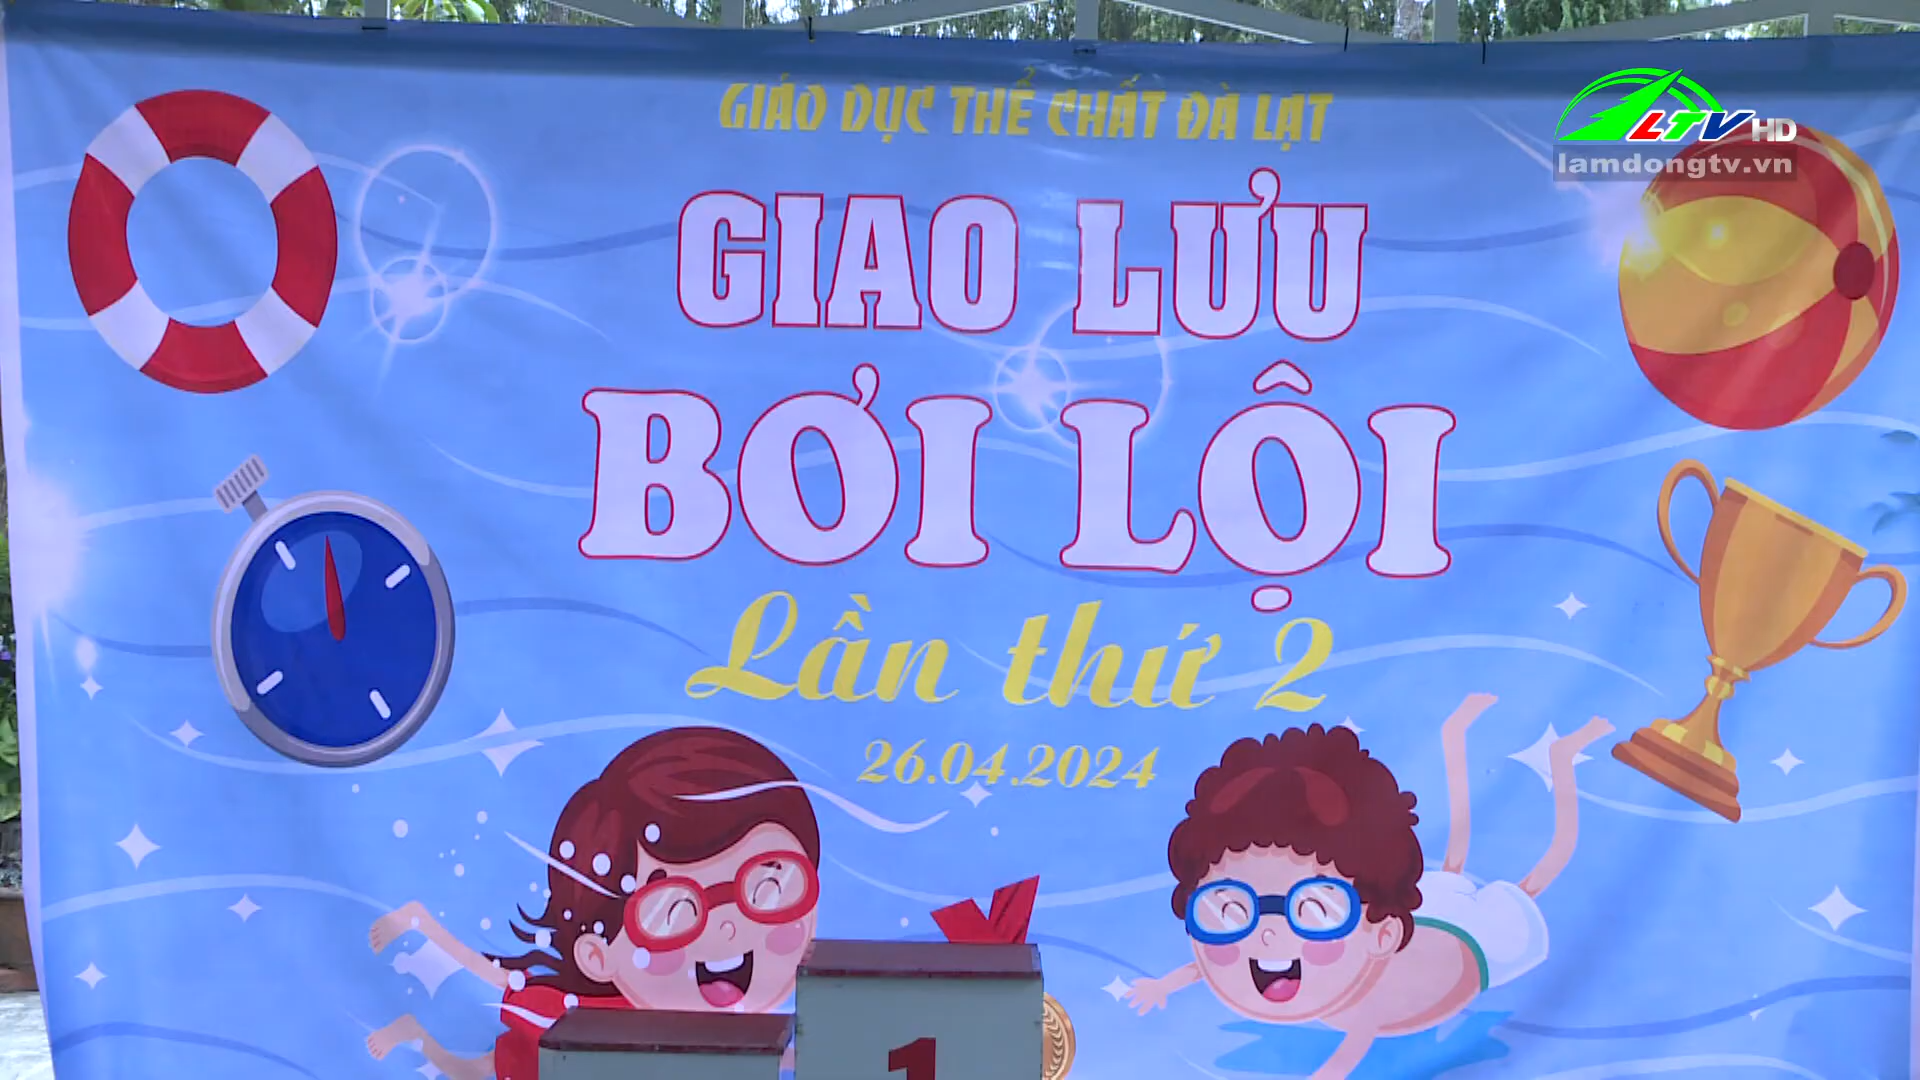 GIÁO DỤC THỂ CHẤT ĐÀ LẠT
LTV HD
lamdongtv.vn
GIAO LƯU
BƠI LỘI
Lần thứ 2
26.04.2024
1